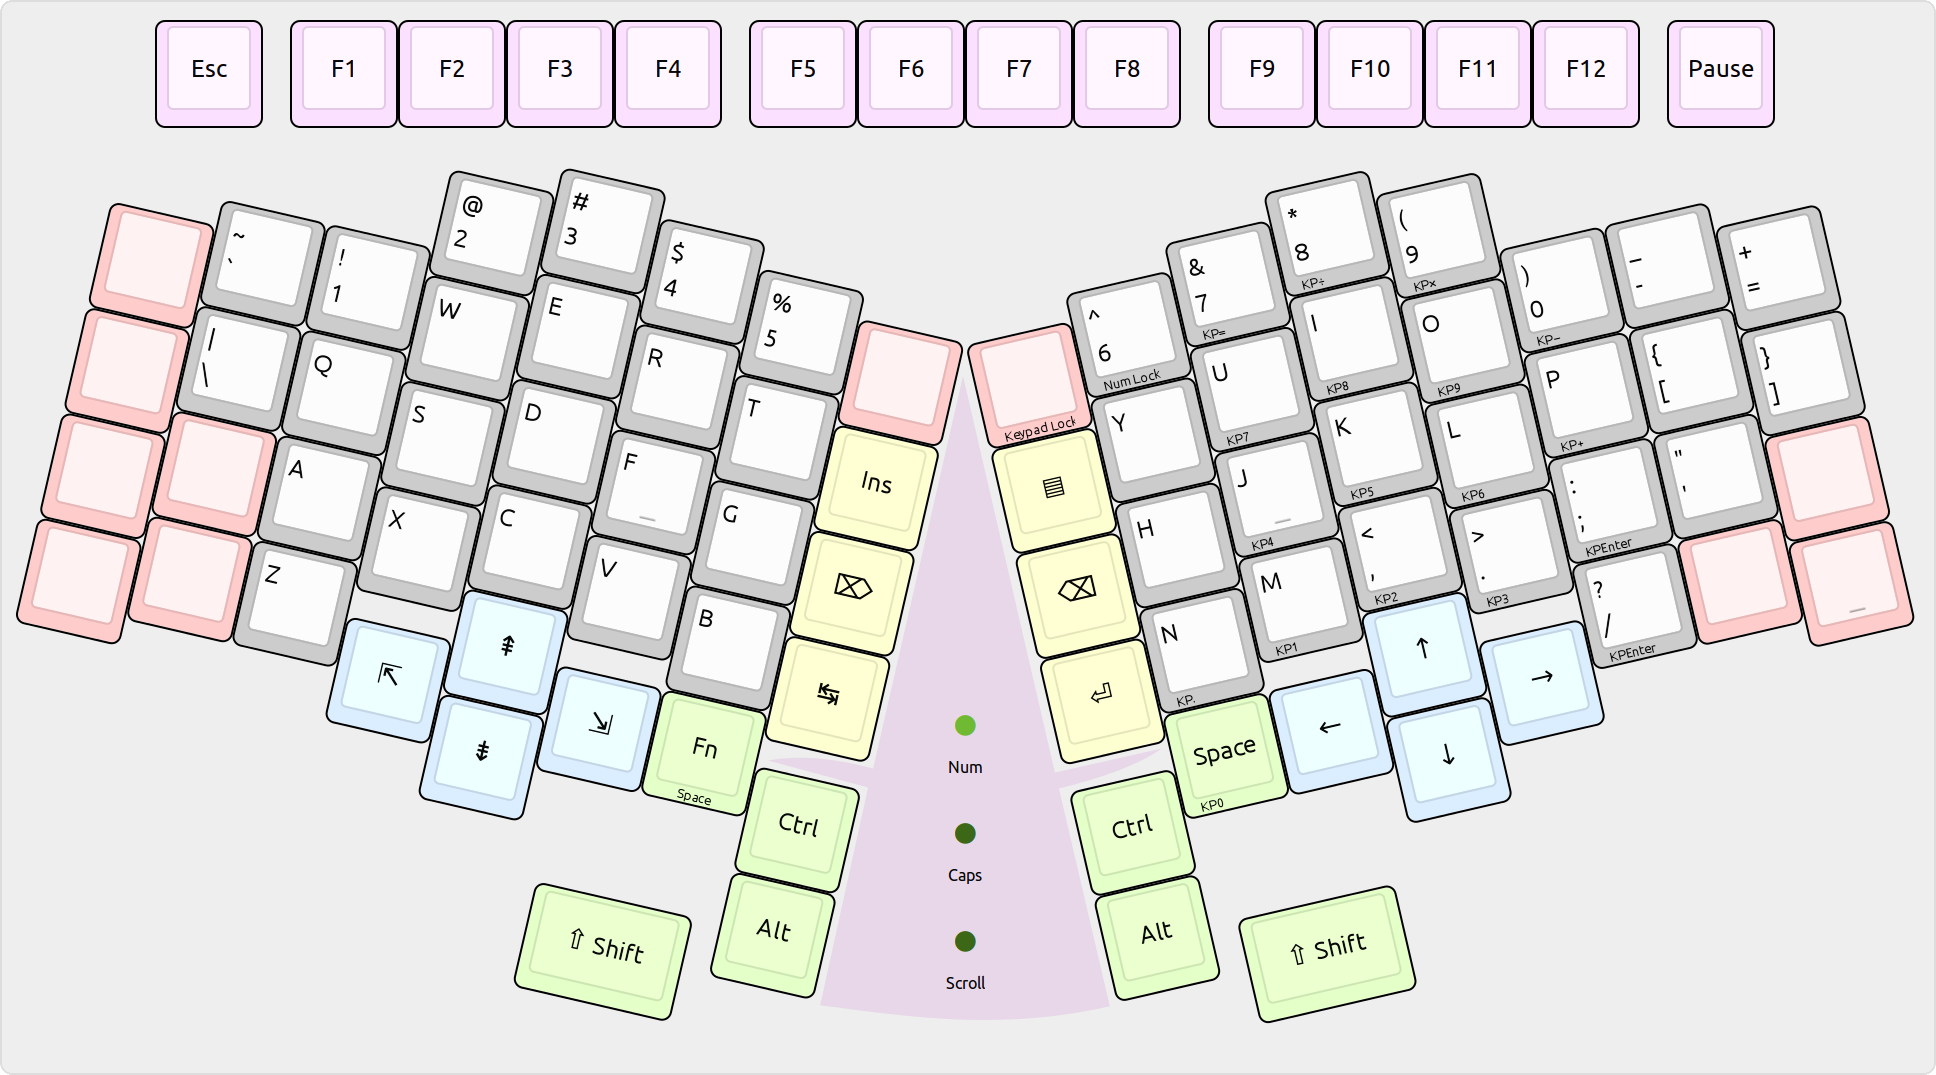 Esc F1 F2 F3 F4 F5 F6 F7 F8 F9 F10 F11 F12 Pause
~
`
!
1
@
2
#
3
$
4
%
5
^
6
Num Lock
&
7
KP=
*
8
KP÷
(
9
KP×
)
0
KP−
_
-
+
=
|
\
Q
W
E
R
T
Keypad Lock
Y
U
KP7
I
KP8
O
KP9
P
KP+
{
[
}
]
A
S
D
F
_
G
Ins
▤
H
J
_
KP4
K
KP5
L
KP6
:
;
KPEnter
"
'
Z
X
C
V
B
⌦
⌫
N
KP.
M
KP1
<
,
KP2
>
.
KP3
?
/
KPEnter
_
⇱
⇞
⇟
⇲
↹
⏎
↑
←
↓
→
Fn
Space
Space
KP0
Ctrl
Ctrl
Alt
Alt
⇧ Shift
⇧ Shift
Num
Caps
Scroll